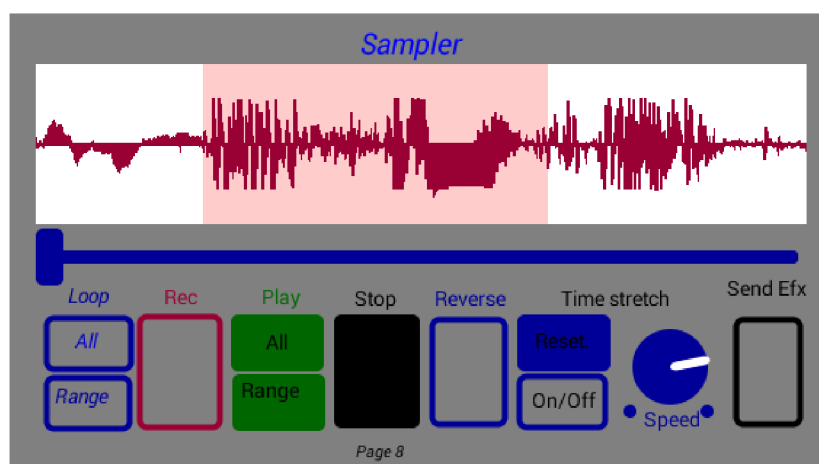 Sampler
Loop Rec Play Stop Reverse Time stretch Send Efx
All All Reset.
Range Range On/Off
Speed
Page 8